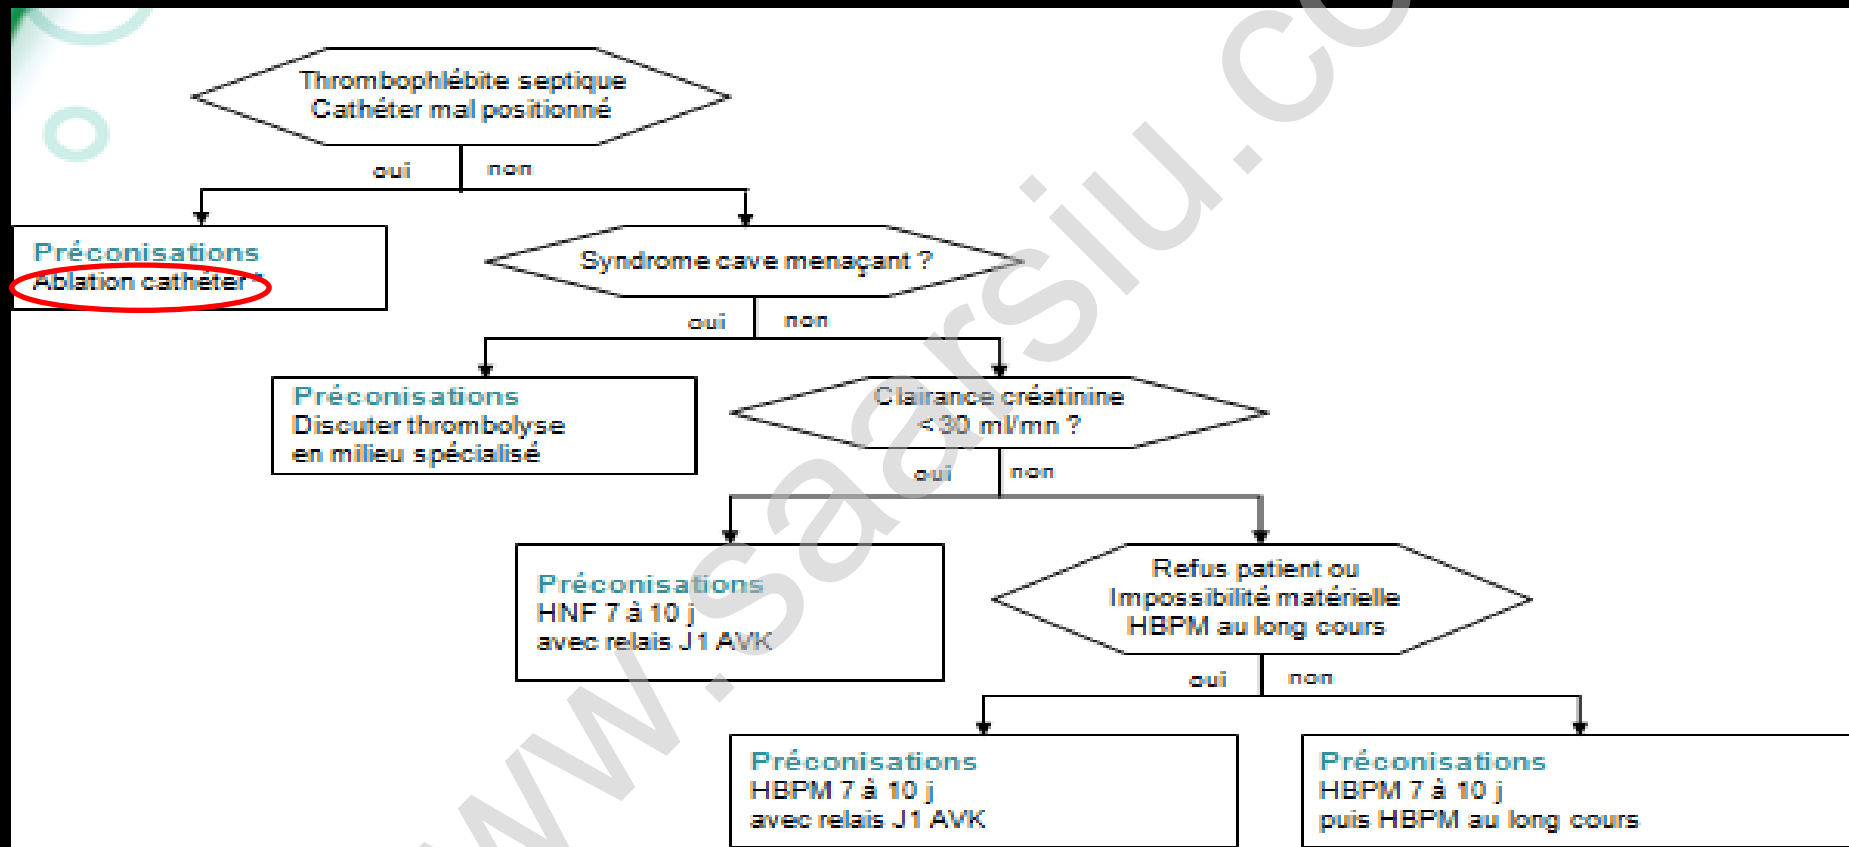 Thrombophlébite septique
Cathéter mal positionné
oui
non
Préconisations
Ablation cathéter*
Syndrome cave menaçant ?
oui
non
Préconisations
Discuter thrombolyse
en milieu spécialisé
Clairance créatinine
< 30 ml/mn ?
oui
non
Préconisations
HNF 7 à 10 j
avec relais J1 AVK
Refus patient ou
Impossibilité matérielle
HBPM au long cours
oui
non
Préconisations
HBPM 7 à 10 j
avec relais J1 AVK
Préconisations
HBPM 7 à 10 j
puis HBPM au long cours
www.saarsiu.co